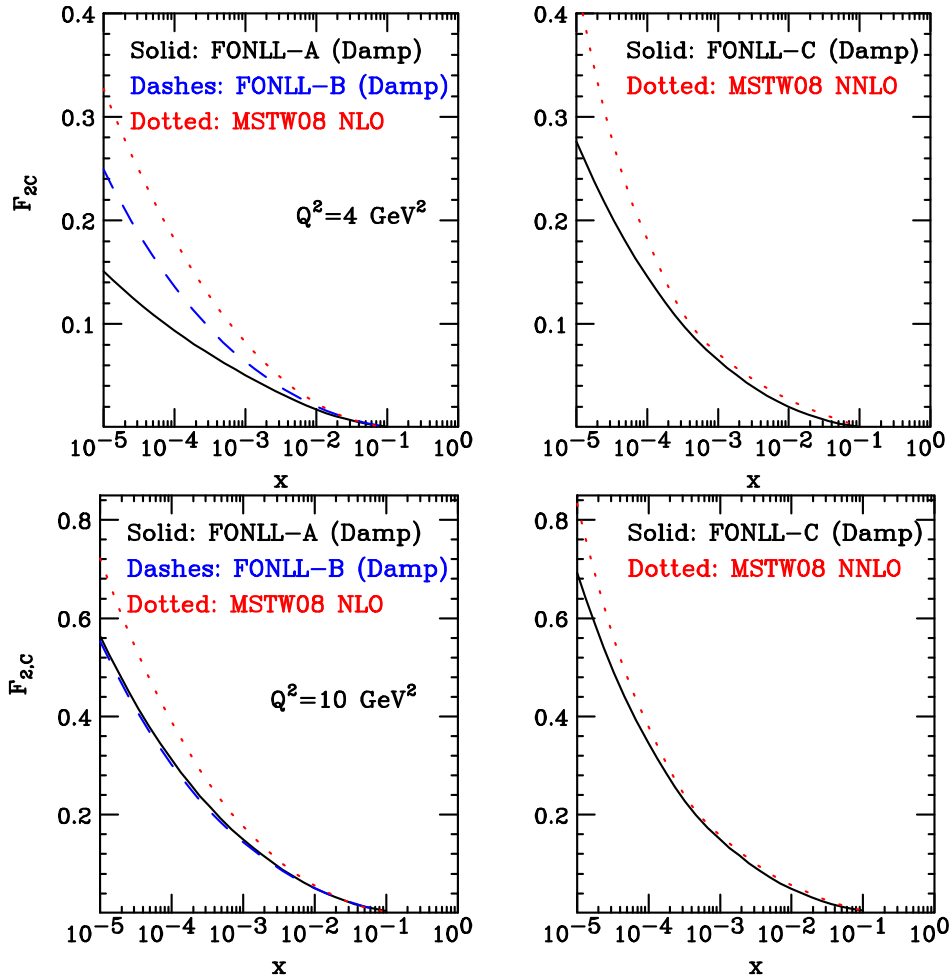 0.4
0.3
0.2
0.1
F2C
Solid: FONLL-A (Damp)
Dashes: FONLL-B (Damp)
Dotted: MSTW08 NLO
Q²=4 GeV²
10⁻⁵ 10⁻⁴ 10⁻³ 10⁻² 10⁻¹ 10⁰
x
0.4
0.3
0.2
0.1
Solid: FONLL-C (Damp)
Dotted: MSTW08 NNLO
10⁻⁵ 10⁻⁴ 10⁻³ 10⁻² 10⁻¹ 10⁰
x
0.8
0.6
0.4
0.2
F2,C
Solid: FONLL-A (Damp)
Dashes: FONLL-B (Damp)
Dotted: MSTW08 NLO
Q²=10 GeV²
10⁻⁵ 10⁻⁴ 10⁻³ 10⁻² 10⁻¹ 10⁰
x
0.8
0.6
0.4
0.2
Solid: FONLL-C (Damp)
Dotted: MSTW08 NNLO
10⁻⁵ 10⁻⁴ 10⁻³ 10⁻² 10⁻¹ 10⁰
x